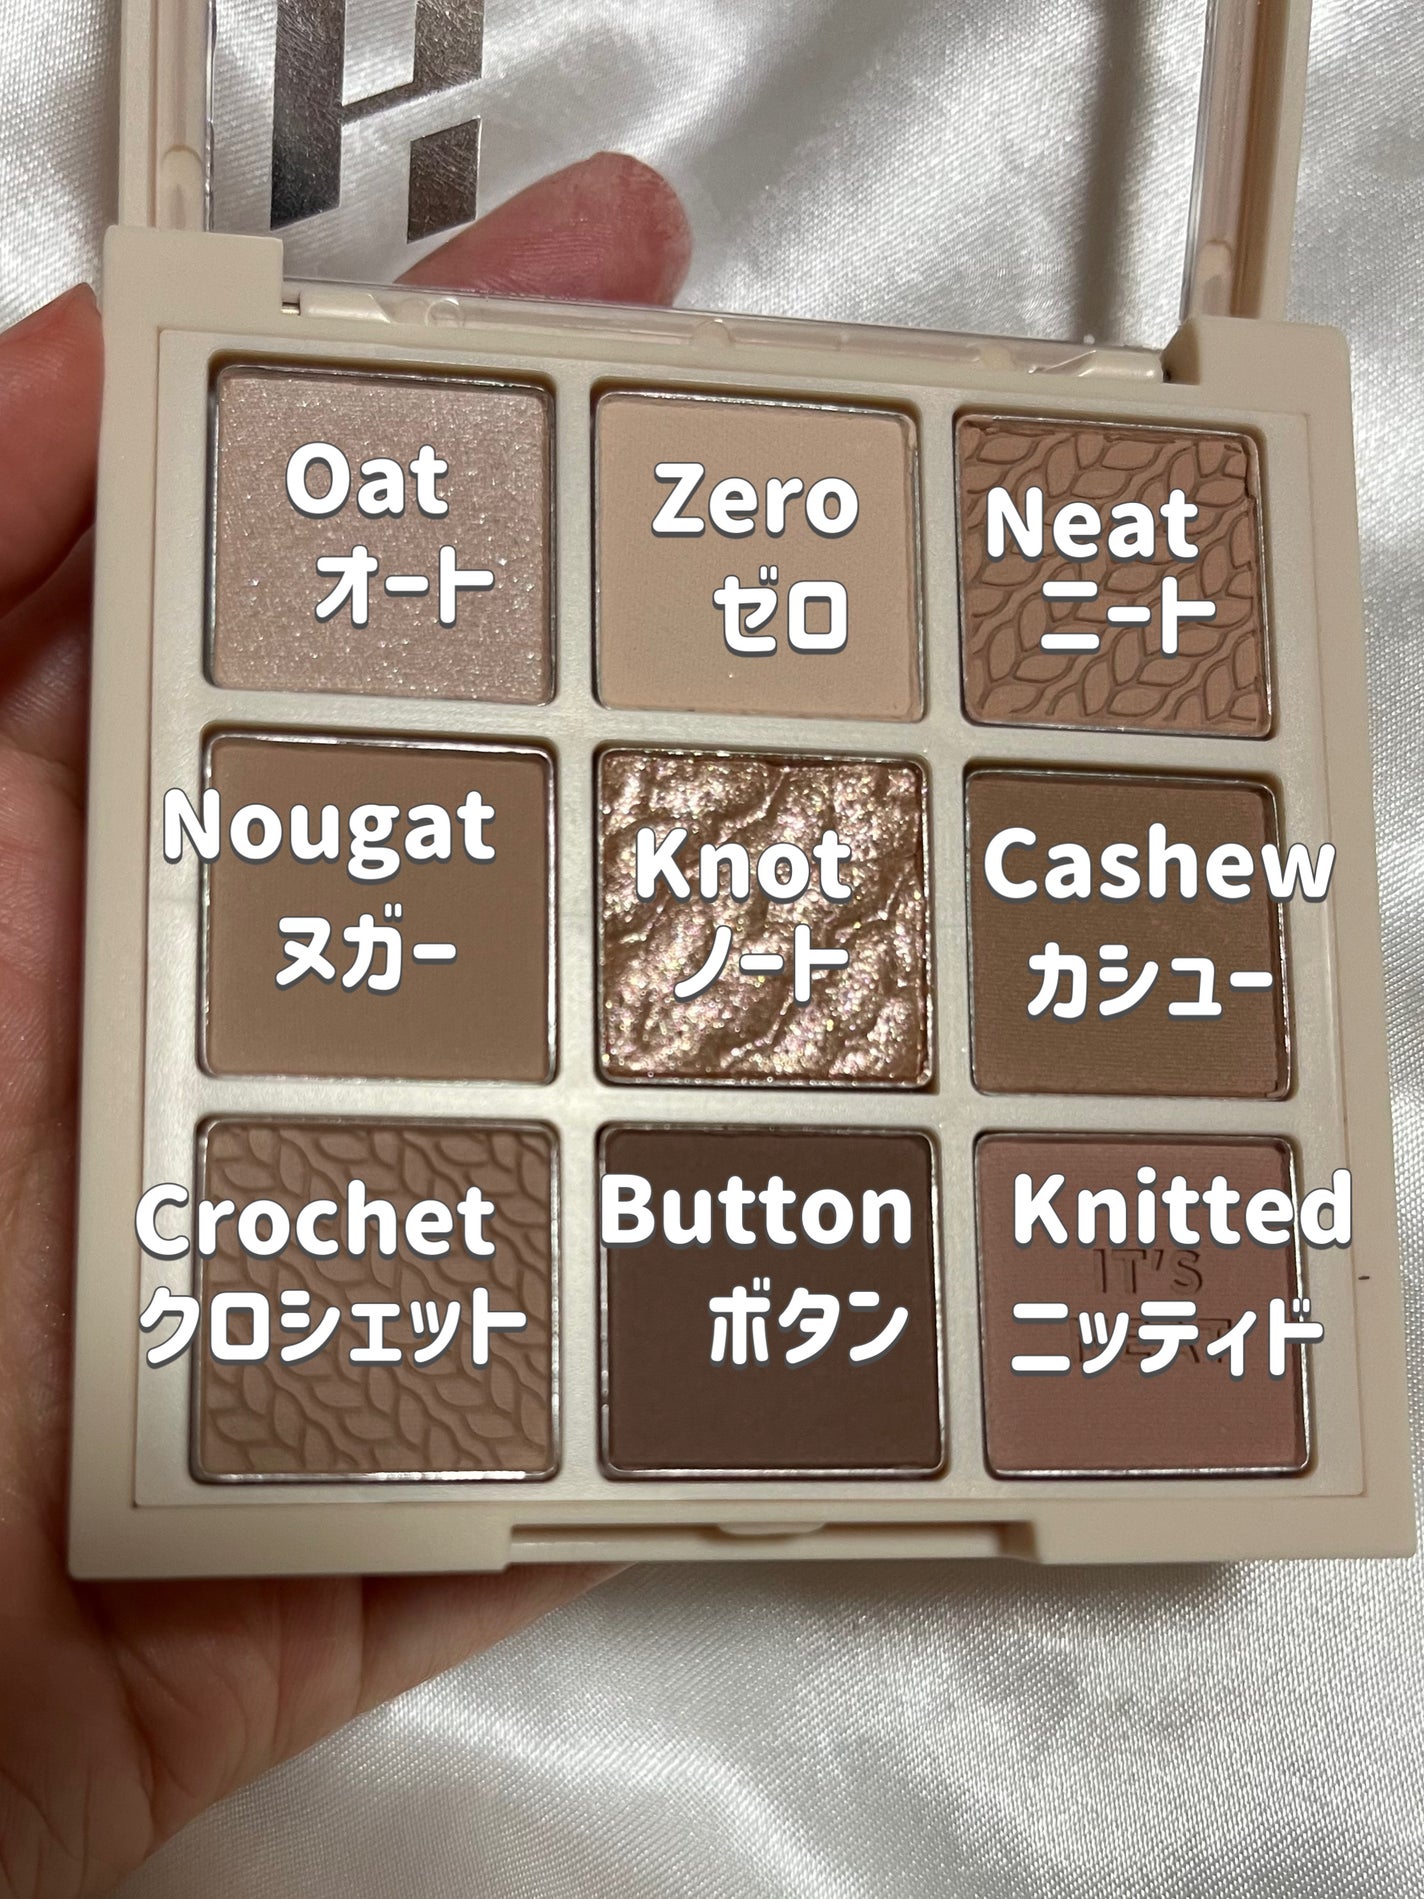 Oat
オート
Zero
ゼロ
Neat
ニート
Nougat
ヌガー
Knot
ノート
Cashew
カシュー
Crochet
クロシェット
Button
ボタン
Knitted
IT'S
ニッティド